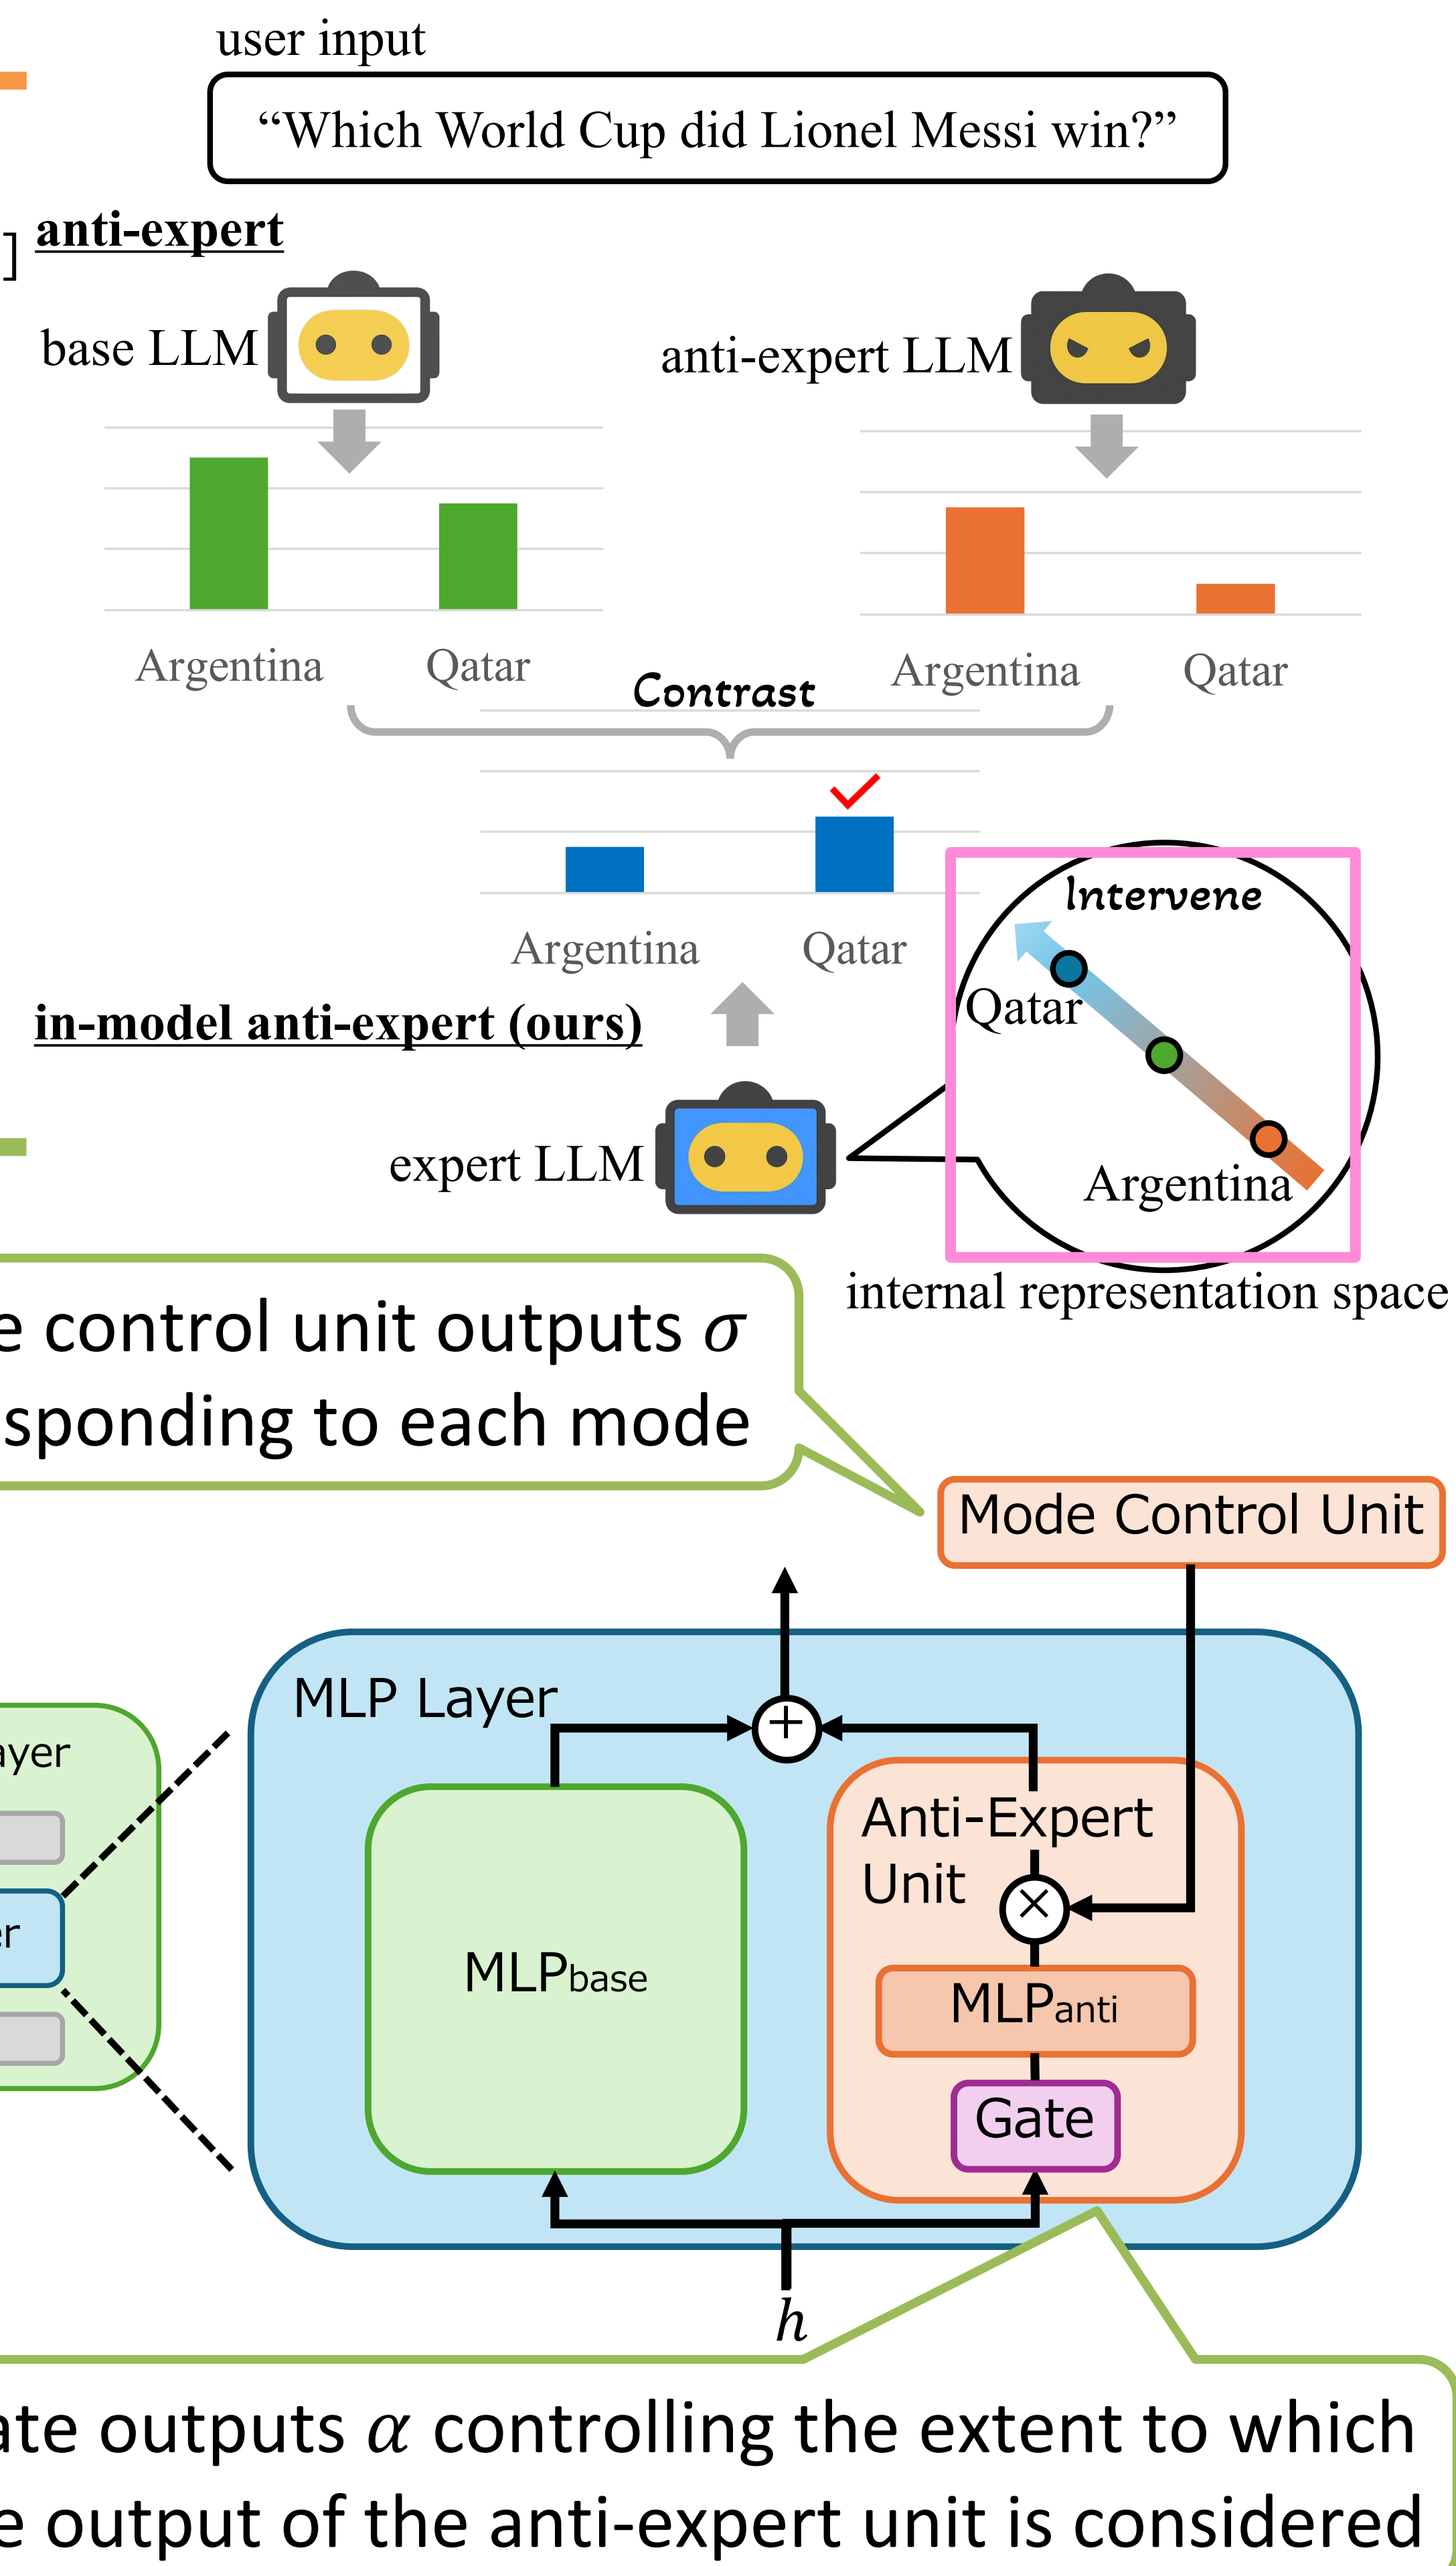 user input
“Which World Cup did Lionel Messi win?”
]
anti-expert
base LLM
anti-expert LLM
Argentina Qatar
Argentina Qatar
Contrast
Argentina Qatar
Intervene
Qatar
Argentina
in-model anti-expert (ours)
expert LLM
internal representation space
e control unit outputs σ
sponding to each mode
Mode Control Unit
MLP Layer
+
ayer
er
Anti-Expert
Unit
×
MLPbase
MLPanti
Gate
h
ate outputs α controlling the extent to which
e output of the anti-expert unit is considered